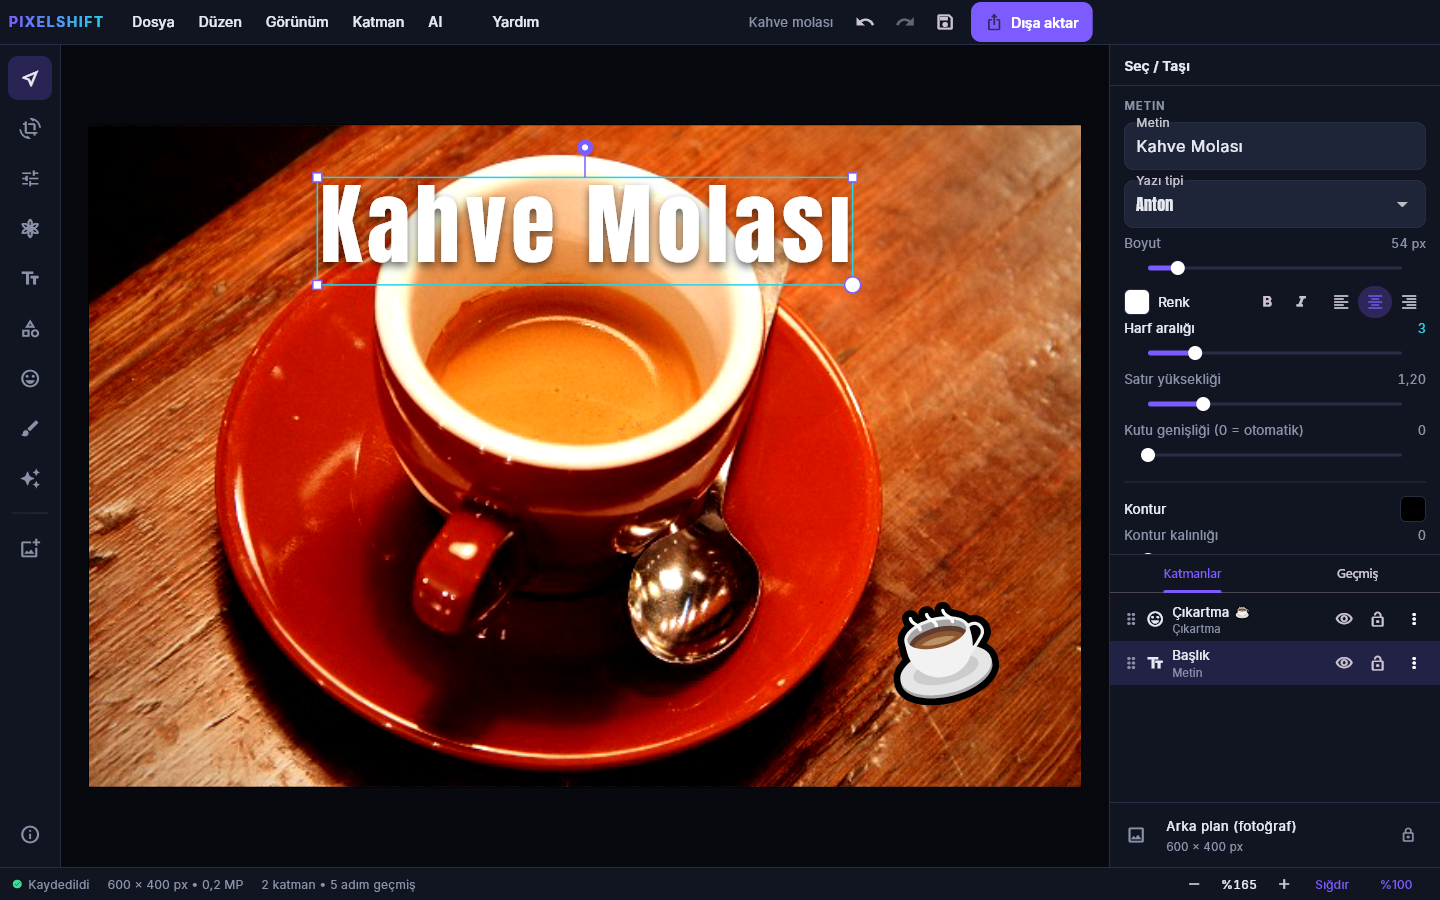 PIXELSHIFT Dosya Düzen Görünüm Katman AI Yardım Kahve molası Dışa aktar
Seç / Taşı
METIN
Metin
Kahve Molası
Yazı tipi
Anton
Boyut 54 px
Renk B I
Harf aralığı 3
Satır yüksekliği 1,20
Kutu genişliği (0 = otomatik) 0
Kontur
Kontur kalınlığı 0
Kahve Molası
Katmanlar Geçmiş
Çıkartma ☕
Çıkartma
Tt Başlık
Metin
Arka plan (fotoğraf)
600 × 400 px
Kaydedildi 600 × 400 px • 0,2 MP 2 katman • 5 adım geçmiş − %165 + Sığdır %100